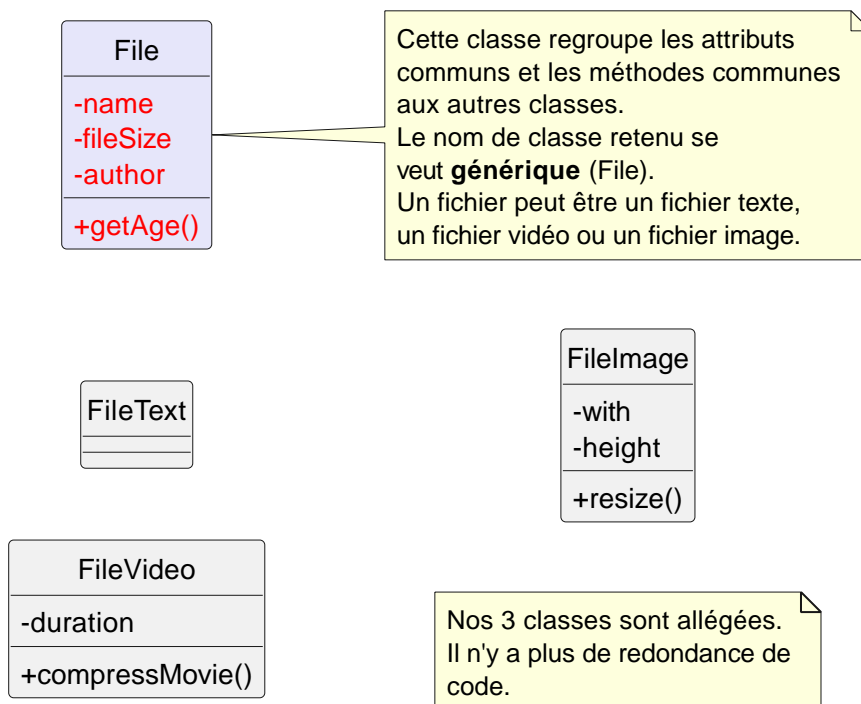 File
-name
-fileSize
-author
+getAge()
Cette classe regroupe les attributs
communs et les méthodes communes
aux autres classes.
Le nom de classe retenu se
veut générique (File).
Un fichier peut être un fichier texte,
un fichier vidéo ou un fichier image.
FileText
FileImage
-with
-height
+resize()
FileVideo
-duration
+compressMovie()
Nos 3 classes sont allégées.
Il n'y a plus de redondance de
code.